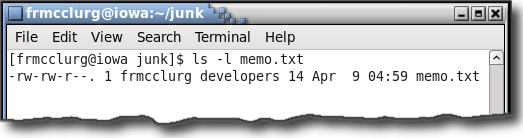 frmcclurg@iowa:~/junk
File Edit View Search Terminal Help
[frmcclurg@iowa junk]$ ls -l memo.txt
-rw-rw-r--. 1 frmcclurg developers 14 Apr  9 04:59 memo.txt